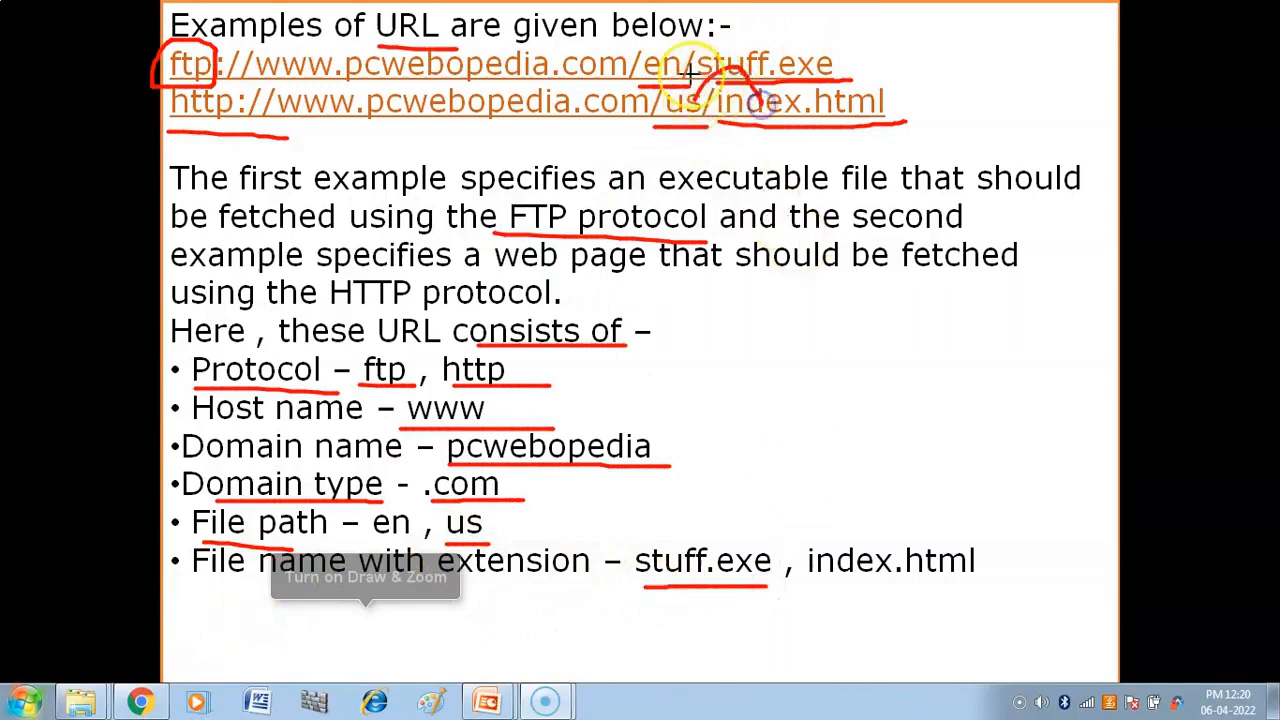 Examples of URL are given below:-
ftp://www.pcwebopedia.com/en/stuff.exe
http://www.pcwebopedia.com/us/index.html
The first example specifies an executable file that should
be fetched using the FTP protocol and the second
example specifies a web page that should be fetched
using the HTTP protocol.
Here , these URL consists of –
• Protocol – ftp , http
• Host name – www
•Domain name – pcwebopedia
•Domain type - .com
• File path – en , us
• File name with extension – stuff.exe , index.html
Turn on Draw & Zoom
PM 12:20
06-04-2022